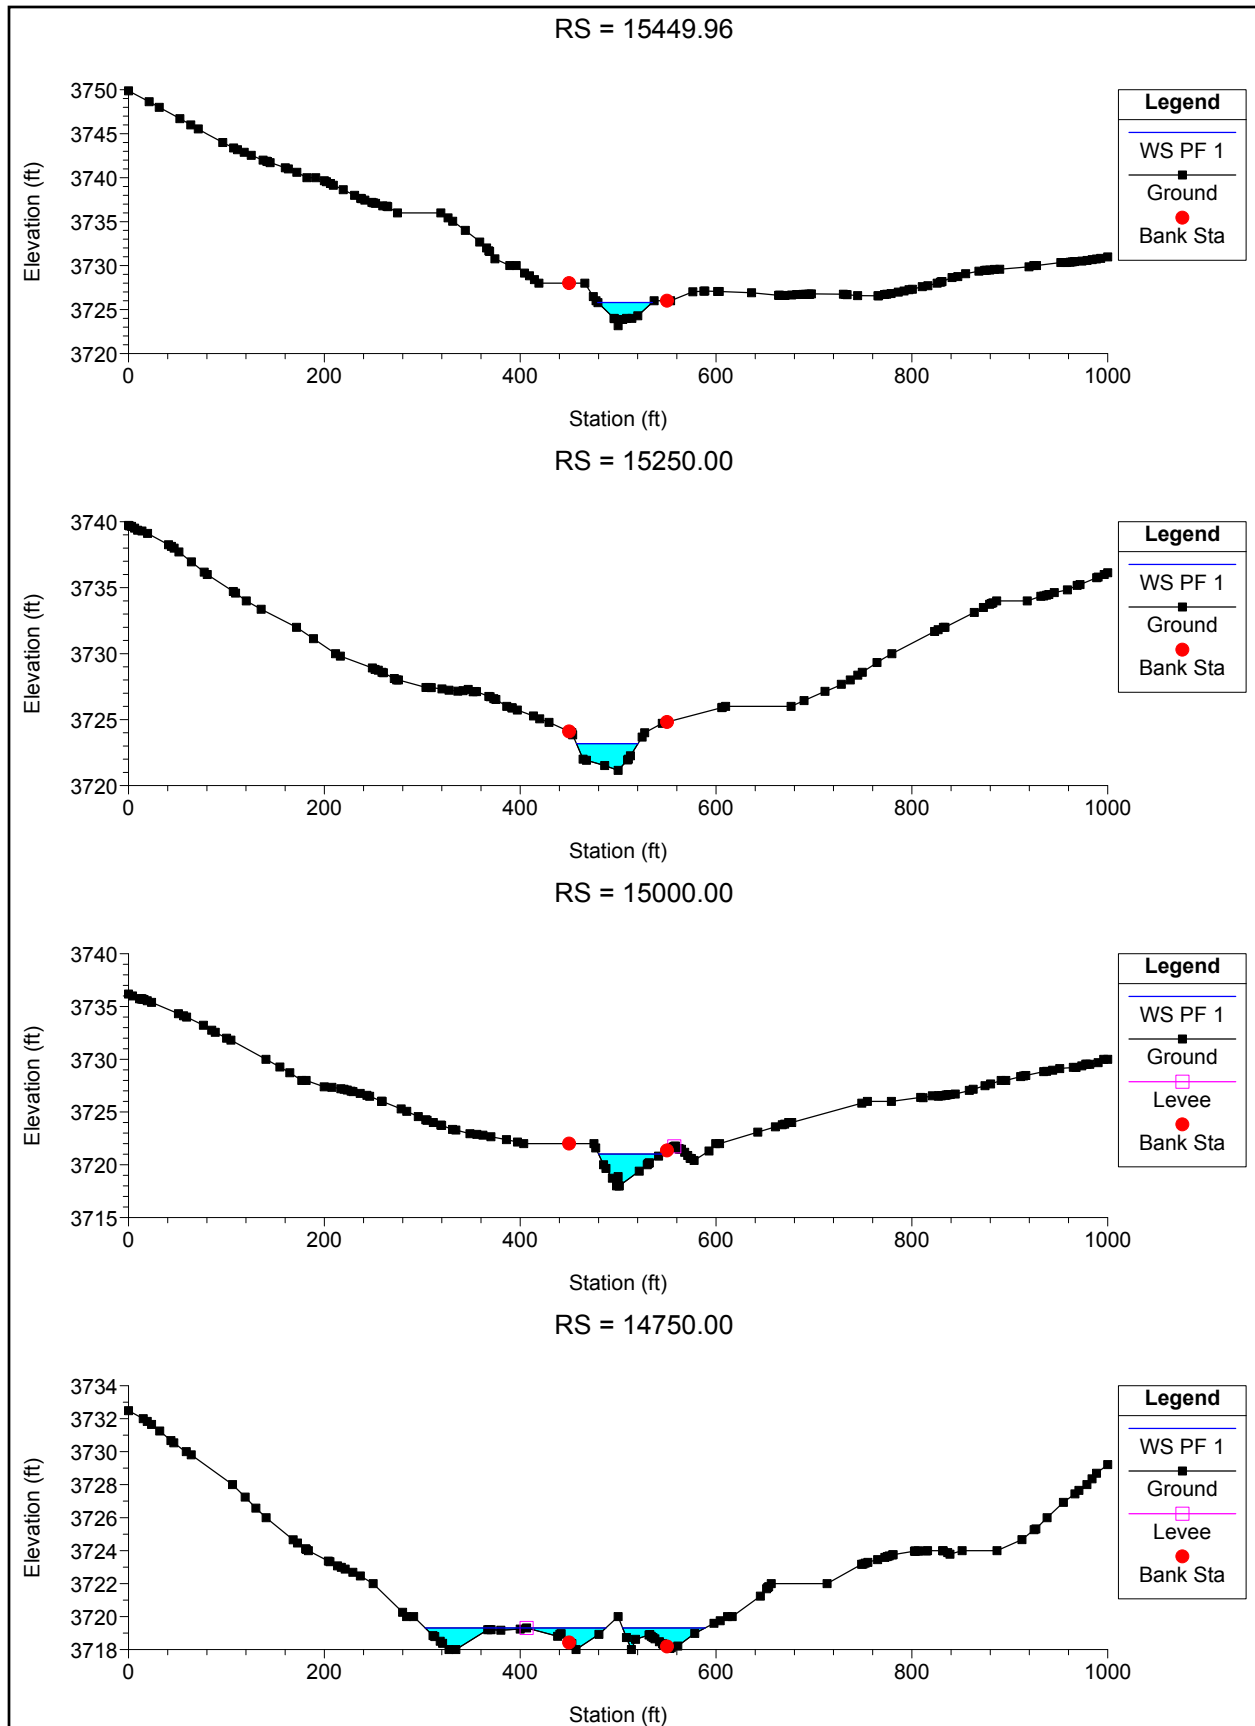 RS = 15449.96
3750
3745
3740
3735
3730
3725
3720
Elevation (ft)
0 200 400 600 800 1000
Station (ft)
Legend
WS PF 1
Ground
Bank Sta
RS = 15250.00
3740
3735
3730
3725
3720
Elevation (ft)
0 200 400 600 800 1000
Station (ft)
Legend
WS PF 1
Ground
Bank Sta
RS = 15000.00
3740
3735
3730
3725
3720
3715
Elevation (ft)
0 200 400 600 800 1000
Station (ft)
Legend
WS PF 1
Ground
Levee
Bank Sta
RS = 14750.00
3734
3732
3730
3728
3726
3724
3722
3720
3718
Elevation (ft)
0 200 400 600 800 1000
Station (ft)
Legend
WS PF 1
Ground
Levee
Bank Sta